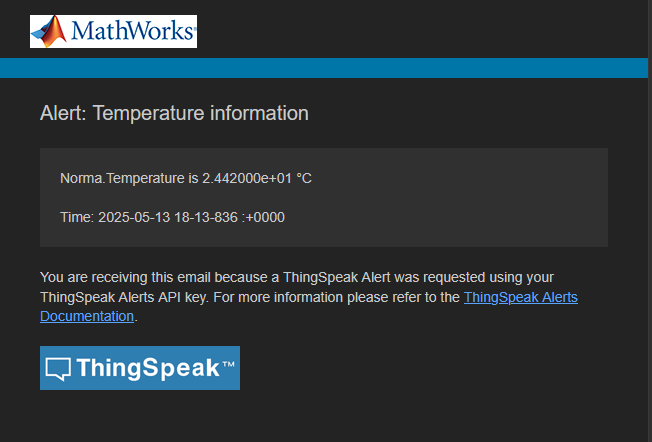 MathWorks®
Alert: Temperature information
Norma.Temperature is 2.442000e+01 °C
Time: 2025-05-13 18-13-836 :+0000
You are receiving this email because a ThingSpeak Alert was requested using your
ThingSpeak Alerts API key. For more information please refer to the ThingSpeak Alerts
Documentation.
ThingSpeak™